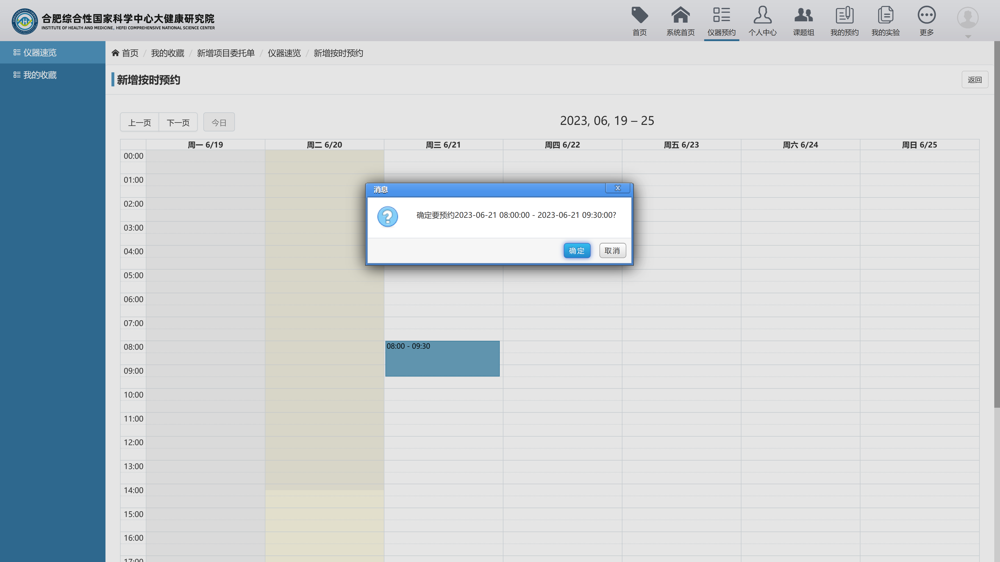 合肥综合性国家科学中心大健康研究院
INSTITUTE OF HEALTH AND MEDICINE, HEFEI COMPREHENSIVE NATIONAL SCIENCE CENTER
首页
系统首页
仪器预约
个人中心
课题组
我的预约
我的实验
更多
仪器速览
我的收藏
首页 / 我的收藏 / 新增项目委托单 / 仪器速览 / 新增按时预约
新增按时预约
返回
上一页
下一页
今日
2023, 06, 19 – 25
周一 6/19
周二 6/20
周三 6/21
周四 6/22
周五 6/23
周六 6/24
周日 6/25
00:00
01:00
02:00
03:00
04:00
05:00
06:00
07:00
08:00
09:00
10:00
11:00
12:00
13:00
14:00
15:00
16:00
17:00
消息
x
确定要预约2023-06-21 08:00:00 - 2023-06-21 09:30:00?
确定
取消
08:00 - 09:30